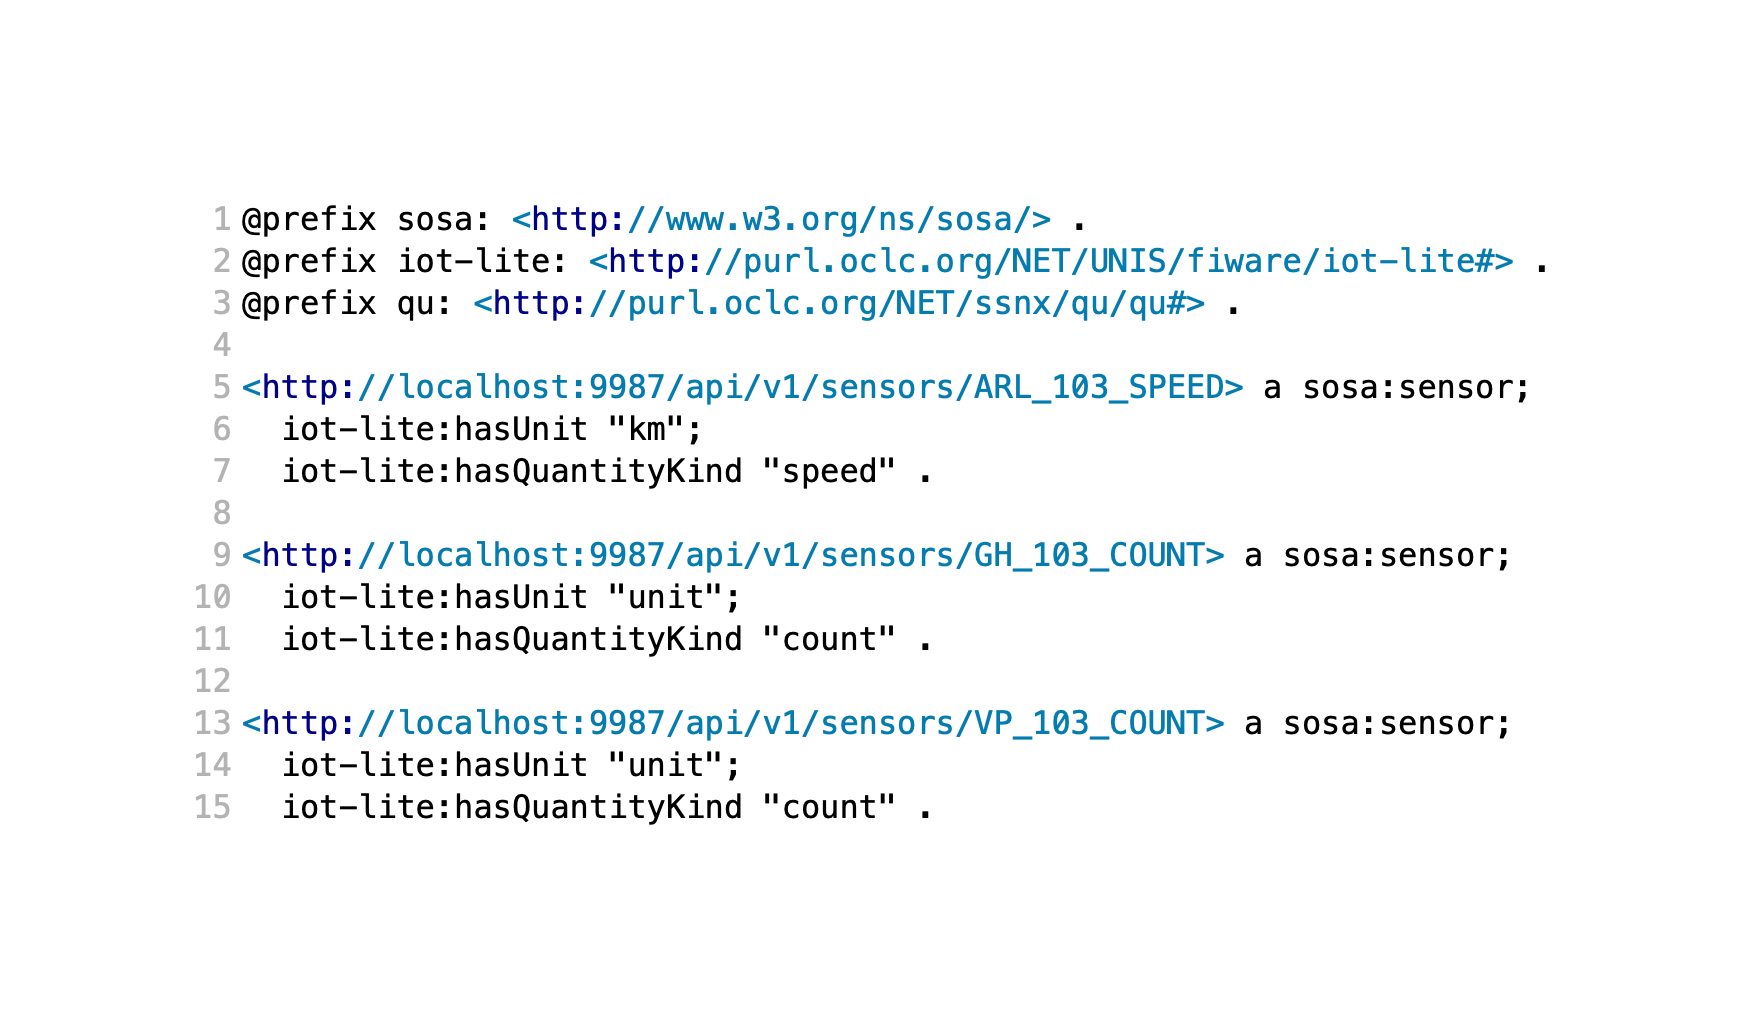 1 @prefix sosa: <http://www.w3.org/ns/sosa/> .
2 @prefix iot-lite: <http://purl.oclc.org/NET/UNIS/fiware/iot-lite#> .
3 @prefix qu: <http://purl.oclc.org/NET/ssnx/qu/qu#> .
4
5 <http://localhost:9987/api/v1/sensors/ARL_103_SPEED> a sosa:sensor;
6   iot-lite:hasUnit "km";
7   iot-lite:hasQuantityKind "speed" .
8
9 <http://localhost:9987/api/v1/sensors/GH_103_COUNT> a sosa:sensor;
10   iot-lite:hasUnit "unit";
11   iot-lite:hasQuantityKind "count" .
12
13 <http://localhost:9987/api/v1/sensors/VP_103_COUNT> a sosa:sensor;
14   iot-lite:hasUnit "unit";
15   iot-lite:hasQuantityKind "count" .